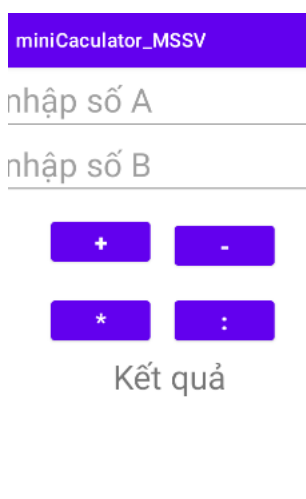 miniCaculator_MSSV
nhập số A
nhập số B
+ -
* :
Kết quả